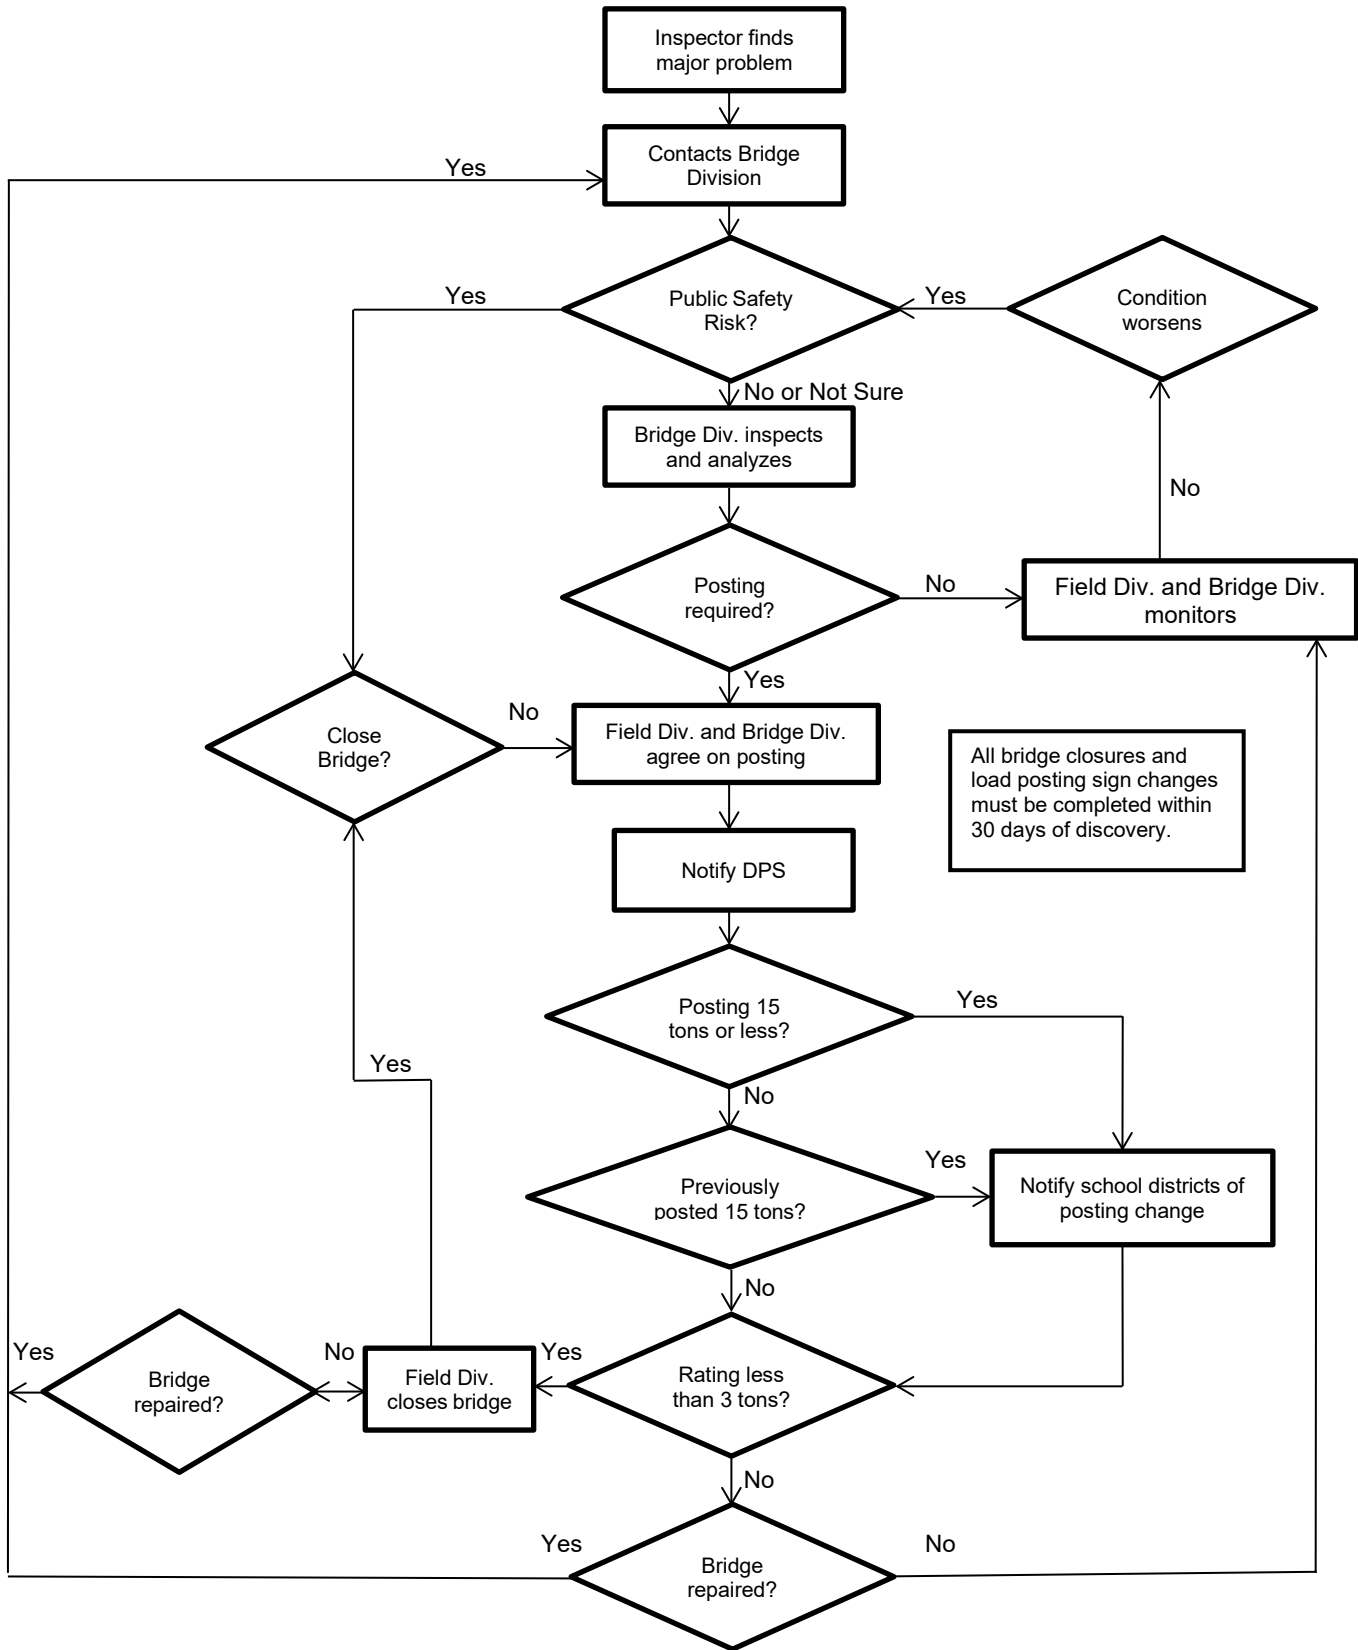 Inspector finds
major problem
Contacts Bridge
Division
Yes
Public Safety
Risk?
Yes
Yes
Condition
worsens
No or Not Sure
Bridge Div. inspects
and analyzes
No
Posting
required?
No
Field Div. and Bridge Div.
monitors
Yes
Close
Bridge?
No
Field Div. and Bridge Div.
agree on posting
All bridge closures and
load posting sign changes
must be completed within
30 days of discovery.
Notify DPS
Posting 15
tons or less?
Yes
Yes
No
Previously
posted 15 tons?
Yes
Notify school districts of
posting change
No
Yes
Bridge
repaired?
No
Field Div.
closes bridge
Yes
Rating less
than 3 tons?
No
Yes
Bridge
repaired?
No